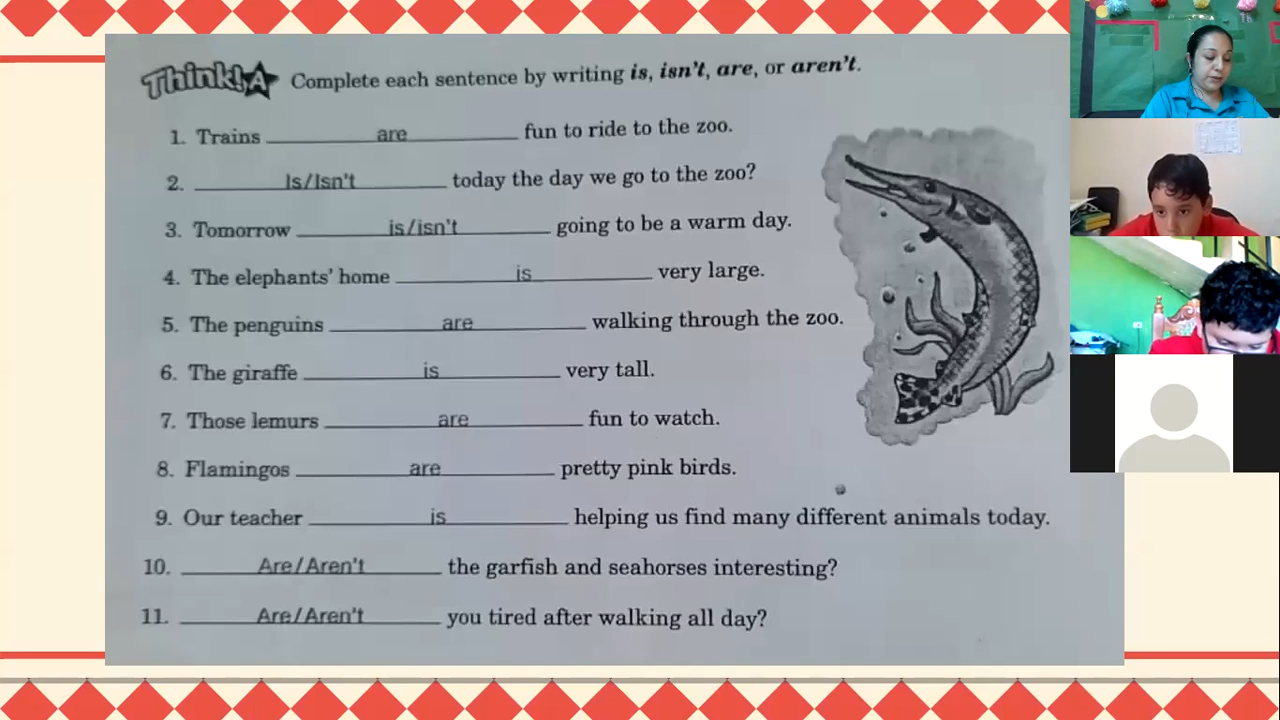 Think! A Complete each sentence by writing is, isn't, are, or aren't.
1. Trains are fun to ride to the zoo.
2. Is/Isn't today the day we go to the zoo?
3. Tomorrow is/isn't going to be a warm day.
4. The elephants' home is very large.
5. The penguins are walking through the zoo.
6. The giraffe is very tall.
7. Those lemurs are fun to watch.
8. Flamingos are pretty pink birds.
9. Our teacher is helping us find many different animals today.
10. Are/Aren't the garfish and seahorses interesting?
11. Are/Aren't you tired after walking all day?